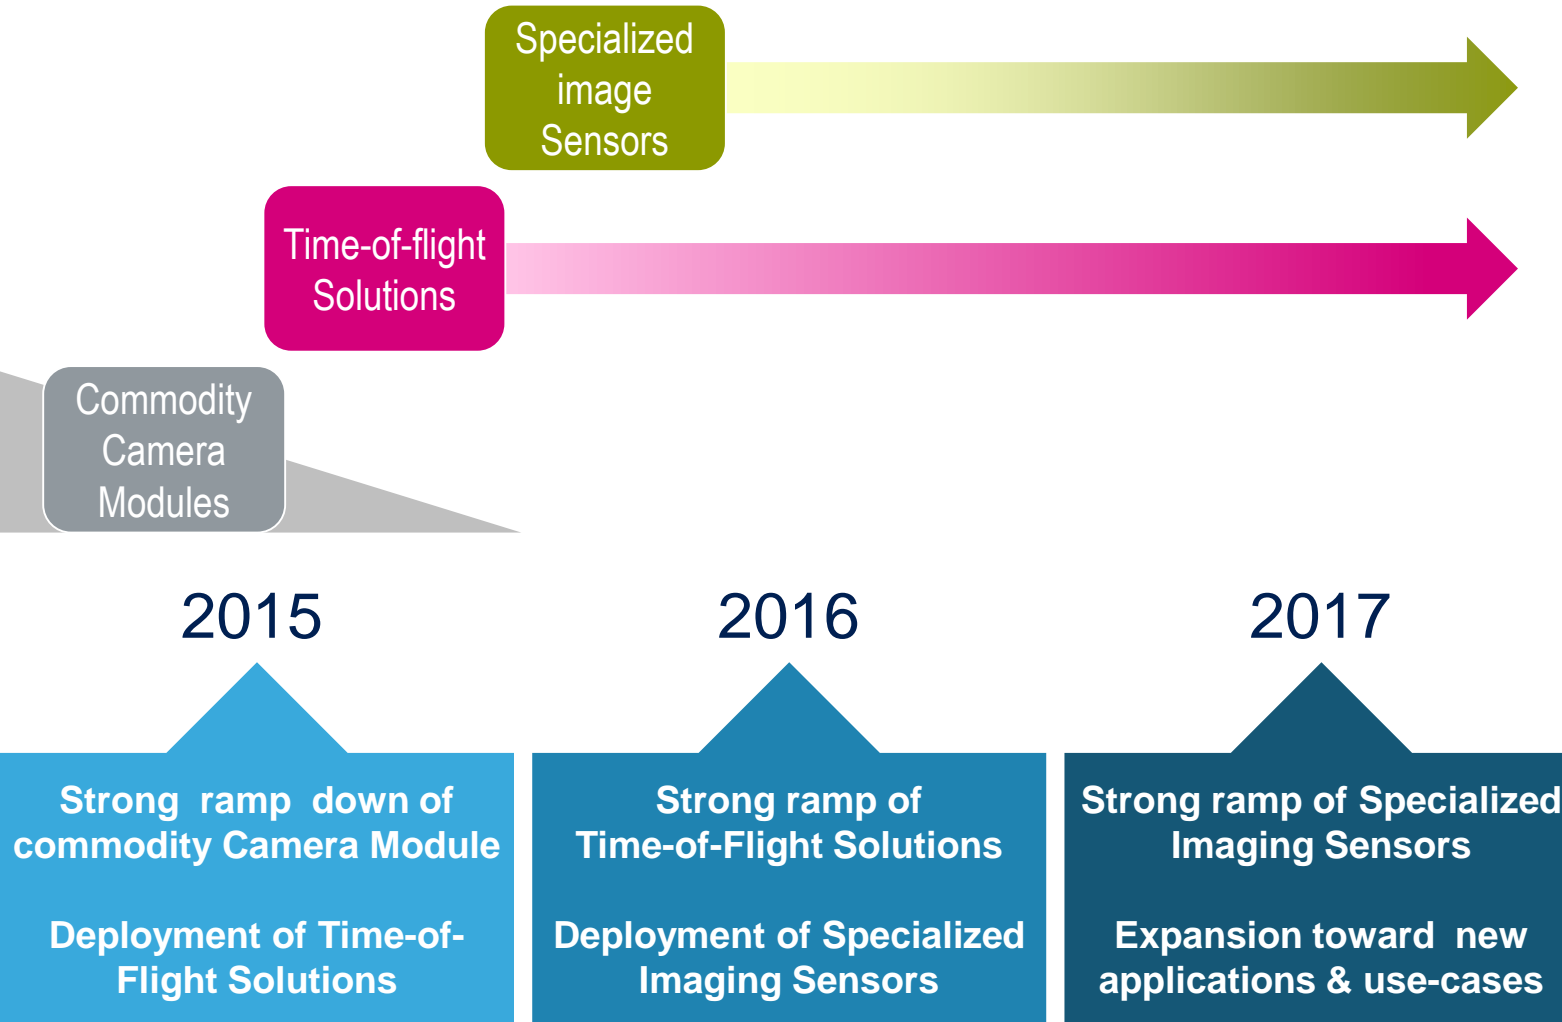 Specialized
image
Sensors
Time-of-flight
Solutions
Commodity
Camera
Modules
2015
2016
2017
Strong ramp down of
commodity Camera Module
Deployment of Time-of-
Flight Solutions
Strong ramp of
Time-of-Flight Solutions
Deployment of Specialized
Imaging Sensors
Strong ramp of Specialized
Imaging Sensors
Expansion toward new
applications & use-cases